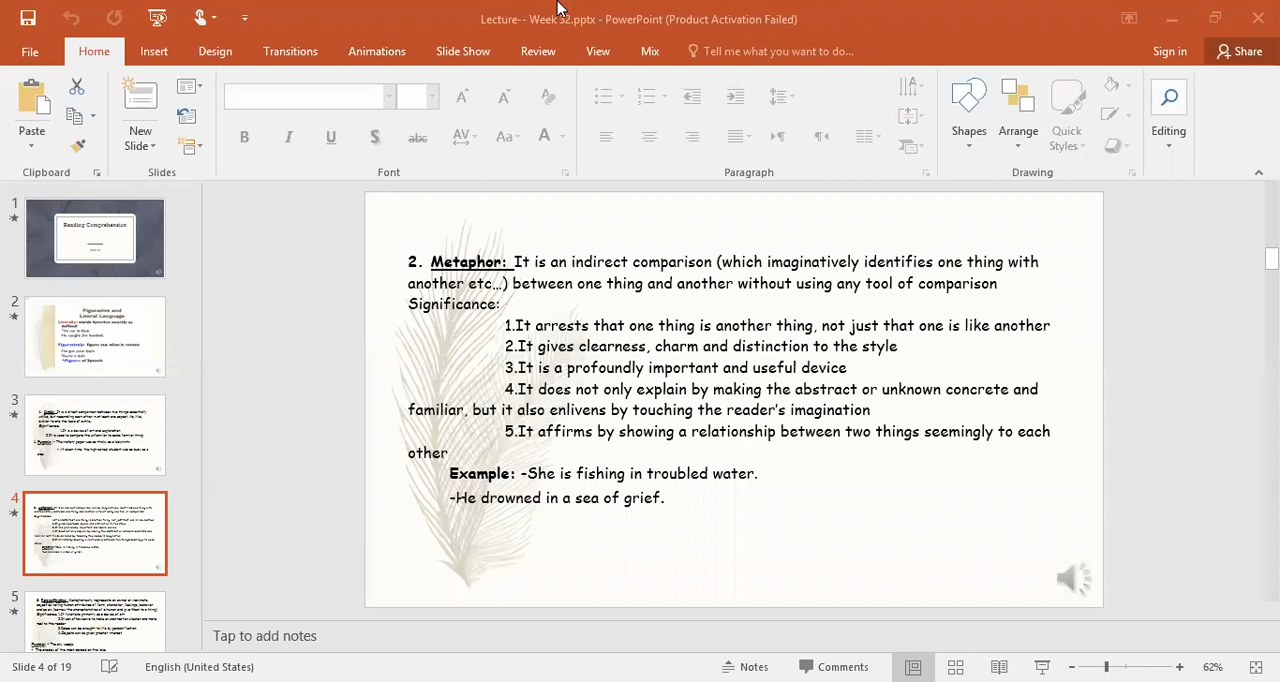 Lecture-- Week 32.pptx - PowerPoint (Product Activation Failed)
File Home Insert Design Transitions Animations Slide Show Review View Mix Tell me what you want to do... Sign in Share
Paste
New Slide
Shapes Arrange Quick Styles
Editing
B I U S abc AV Aa A
Clipboard Slides Font Paragraph Drawing
1
Reading Comprehension
2
Figurative and
Literal Language
3
4
5
2. Metaphor: It is an indirect comparison (which imaginatively identifies one thing with
another etc...) between one thing and another without using any tool of comparison
Significance:
1.It arrests that one thing is another thing, not just that one is like another
2.It gives clearness, charm and distinction to the style
3.It is a profoundly important and useful device
4.It does not only explain by making the abstract or unknown concrete and
familiar, but it also enlivens by touching the reader's imagination
5.It affirms by showing a relationship between two things seemingly to each
other
Example: -She is fishing in troubled water.
-He drowned in a sea of grief.
Tap to add notes
Slide 4 of 19 English (United States) Notes Comments 62%